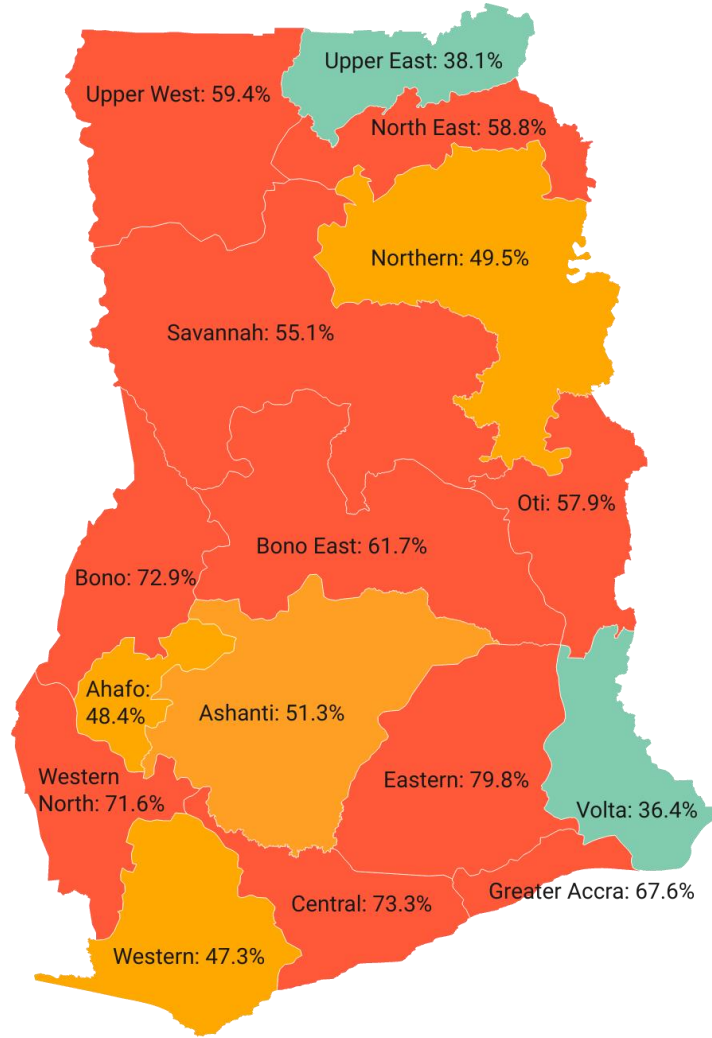 Upper East: 38.1%
Upper West: 59.4%
North East: 58.8%
Northern: 49.5%
Savannah: 55.1%
Oti: 57.9%
Bono East: 61.7%
Bono: 72.9%
Ahafo:
48.4%
Ashanti: 51.3%
Western
North: 71.6%
Eastern: 79.8%
Volta: 36.4%
Greater Accra: 67.6%
Central: 73.3%
Western: 47.3%